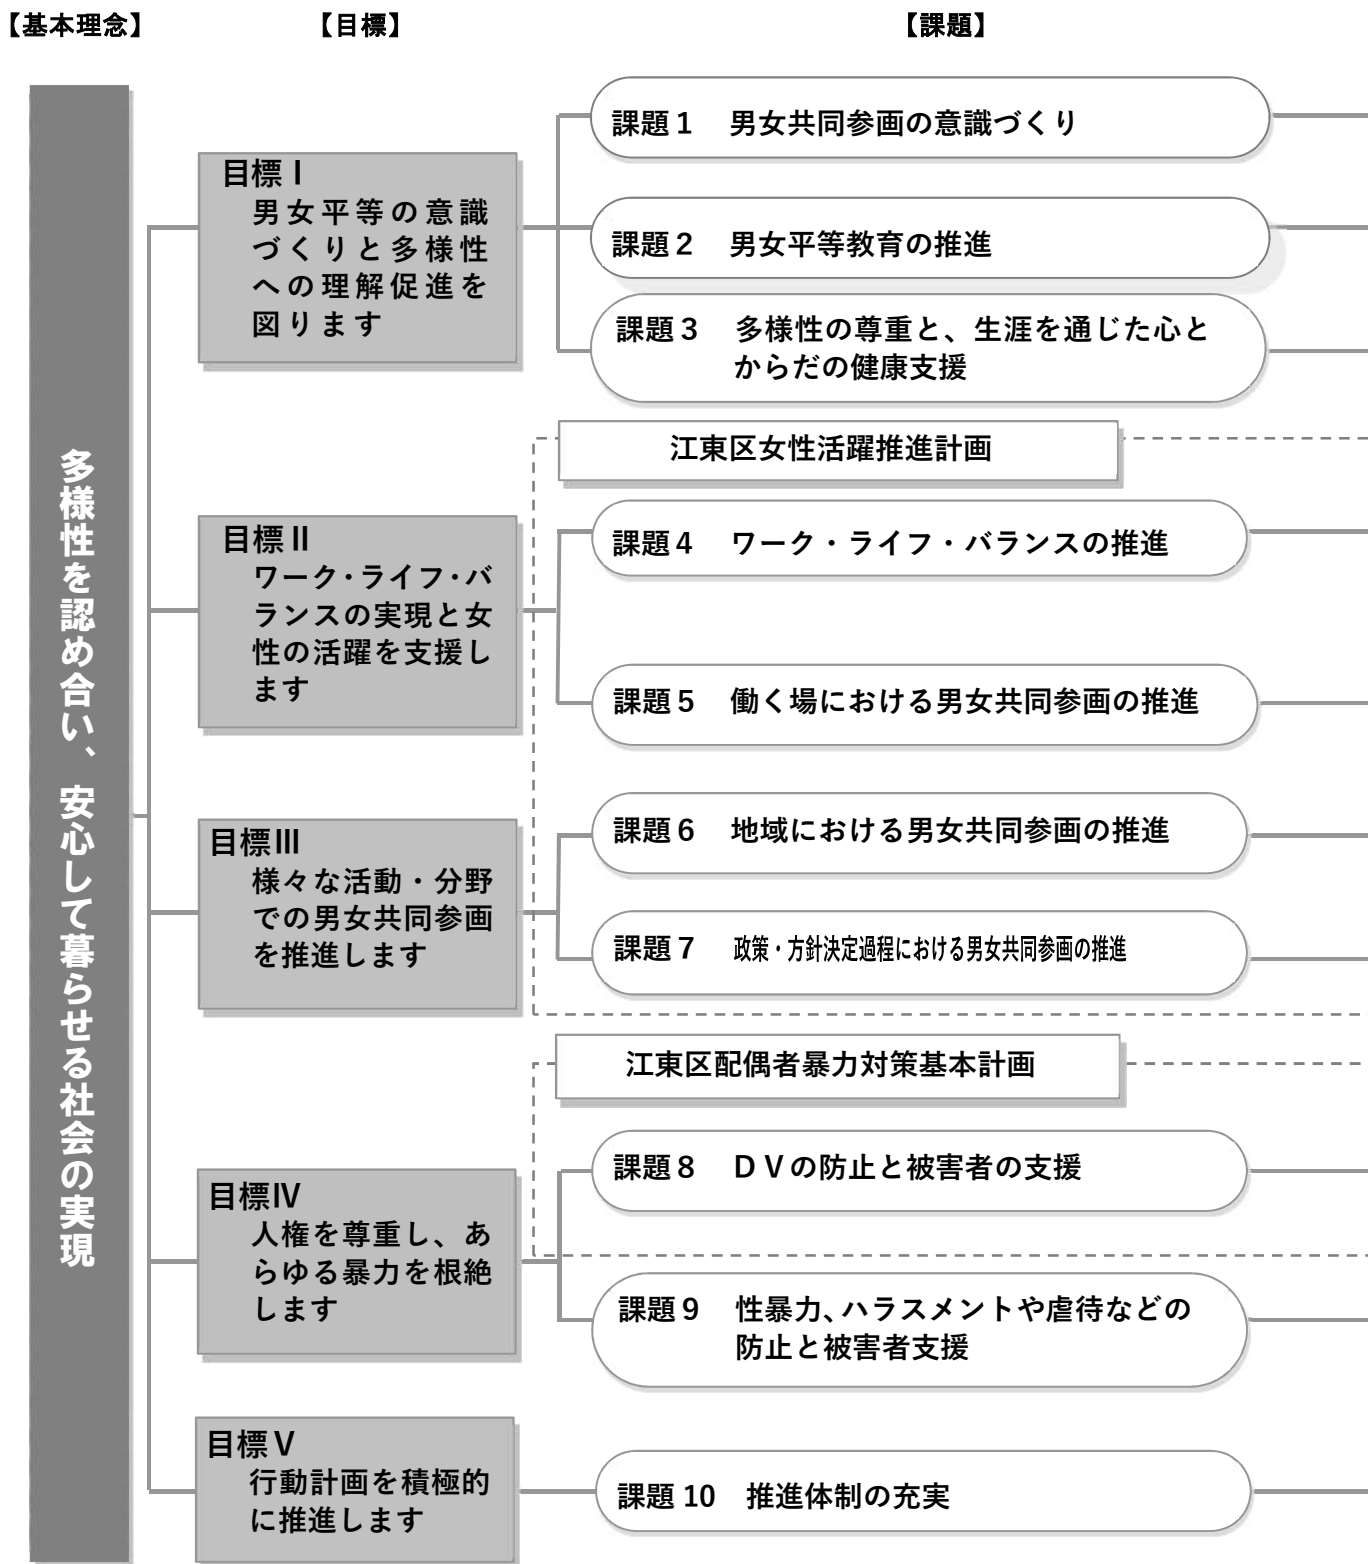 【基本理念】
【目標】
【課題】
多様性を認め合い、安心して暮らせる社会の実現
目標Ⅰ
男女平等の意識
づくりと多様性
への理解促進を
図ります
課題１ 男女共同参画の意識づくり
課題２ 男女平等教育の推進
課題３ 多様性の尊重と、生涯を通じた心と
からだの健康支援
江東区女性活躍推進計画
目標Ⅱ
ワーク・ライフ・バ
ランスの実現と女
性の活躍を支援し
ます
課題４ ワーク・ライフ・バランスの推進
課題５ 働く場における男女共同参画の推進
目標Ⅲ
様々な活動・分野
での男女共同参画
を推進します
課題６ 地域における男女共同参画の推進
課題７ 政策・方針決定過程における男女共同参画の推進
江東区配偶者暴力対策基本計画
目標Ⅳ
人権を尊重し、あ
らゆる暴力を根絶
します
課題８ ＤＶの防止と被害者の支援
課題９ 性暴力、ハラスメントや虐待などの
防止と被害者支援
目標Ⅴ
行動計画を積極的
に推進します
課題 10 推進体制の充実